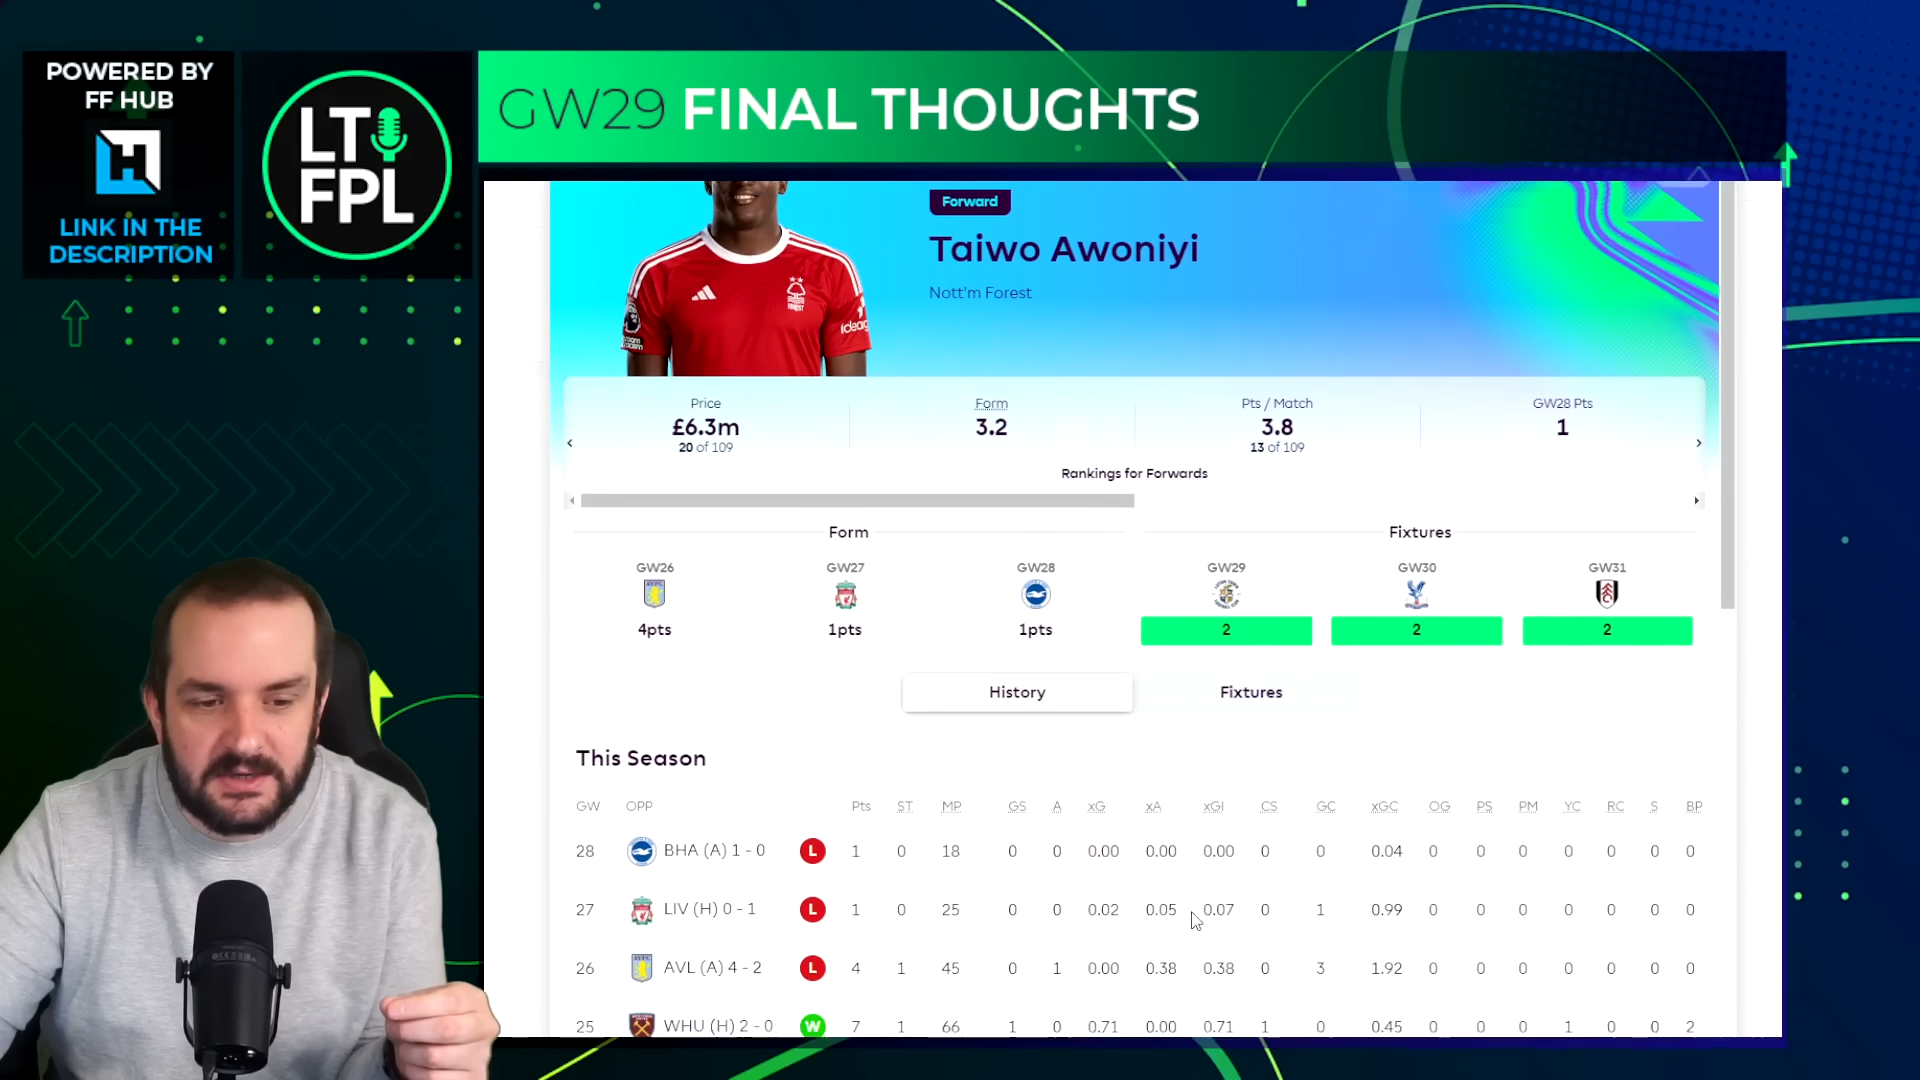 POWERED BY
FF HUB
LINK IN THE
DESCRIPTION
LT
FPL
GW29 FINAL THOUGHTS
Forward
Taiwo Awoniyi
Nott'm Forest
Price
£6.3m
20 of 109
Form
3.2
Pts / Match
3.8
13 of 109
GW28 Pts
1
Rankings for Forwards
Form
Fixtures
GW26 GW27 GW28 GW29 GW30 GW31
4pts 1pts 1pts 2 2 2
History Fixtures
This Season
GW OPP Pts ST MP GS A xG xA xGI CS GC xGC OG PS PM YC RC S BP
28 BHA (A) 1 - 0 L 1 0 18 0 0 0.00 0.00 0.00 0 0 0.04 0 0 0 0 0 0 0
27 LIV (H) 0 - 1 L 1 0 25 0 0 0.02 0.05 0.07 0 1 0.99 0 0 0 0 0 0 0
26 AVL (A) 4 - 2 L 4 1 45 0 1 0.00 0.38 0.38 0 3 1.92 0 0 0 0 0 0 0
25 WHU (H) 2 - 0 W 7 1 66 1 0 0.71 0.00 0.71 1 0 0.45 0 0 0 1 0 0 2